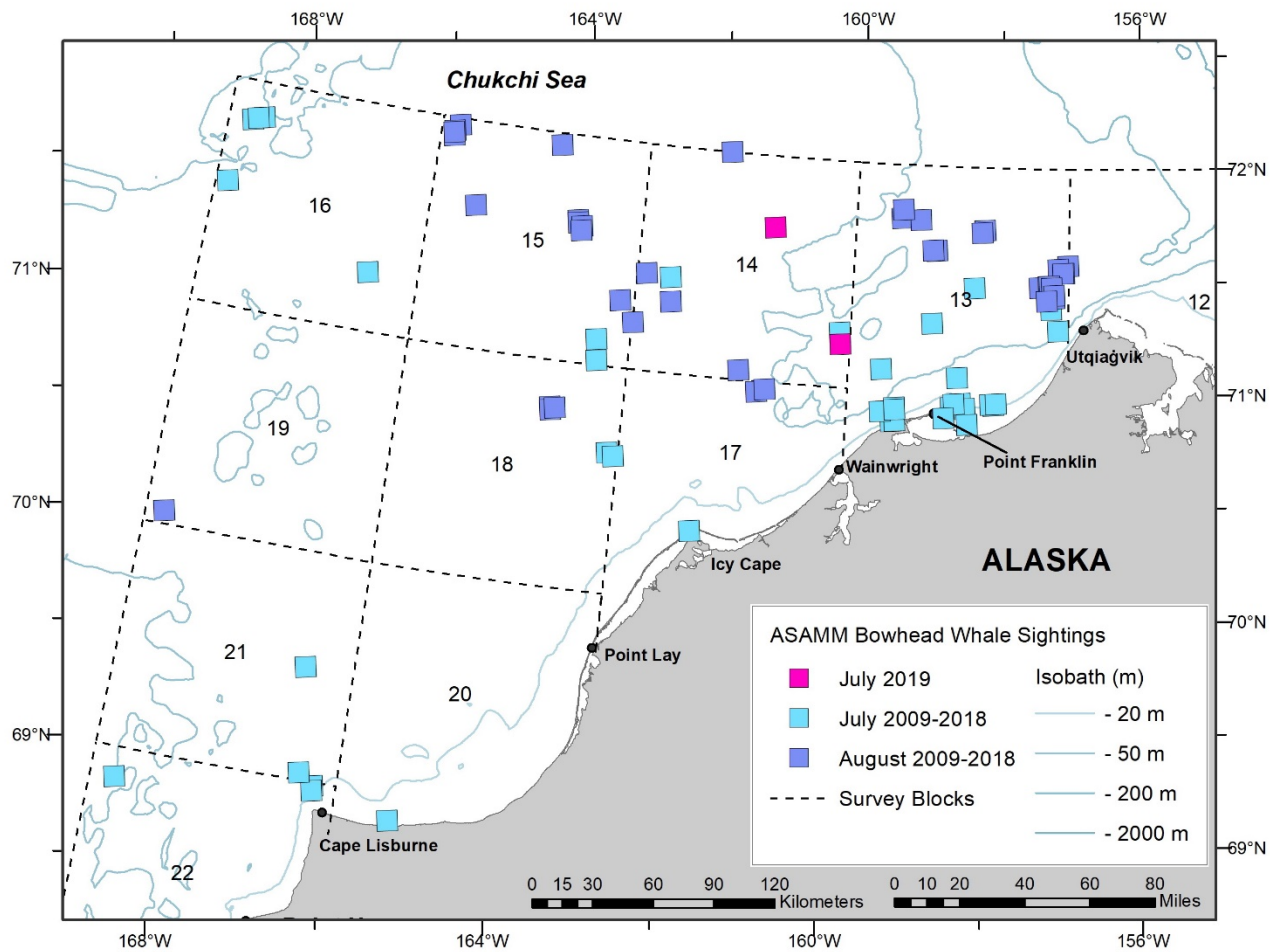 168°W 164°W 160°W 156°W
Chukchi Sea
72°N
16
15
14
71°N
13
12
Utqiaġvik
71°N
19
18
17
Point Franklin
Wainwright
70°N
ALASKA
Icy Cape
70°N
21
Point Lay
20
69°N
ASAMM Bowhead Whale Sightings
July 2019
July 2009-2018
August 2009-2018
Survey Blocks
Isobath (m)
- 20 m
- 50 m
- 200 m
- 2000 m
Cape Lisburne
69°N
22
0 15 30 60 90 120
Kilometers
0 10 20 40 60 80
Miles
168°W 164°W 160°W 156°W